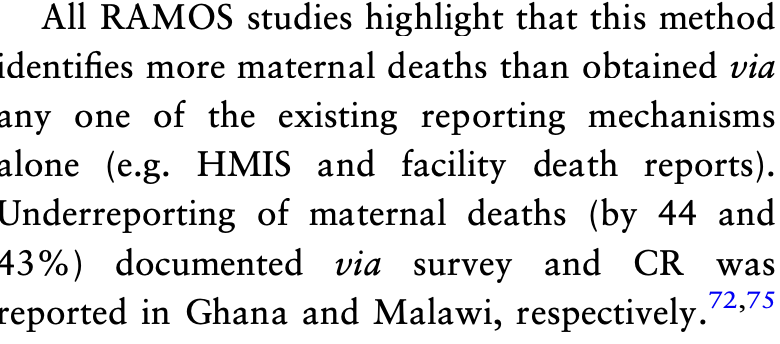 All RAMOS studies highlight that this method
identifies more maternal deaths than obtained via
any one of the existing reporting mechanisms
alone (e.g. HMIS and facility death reports).
Underreporting of maternal deaths (by 44 and
43%) documented via survey and CR was
reported in Ghana and Malawi, respectively.72,75